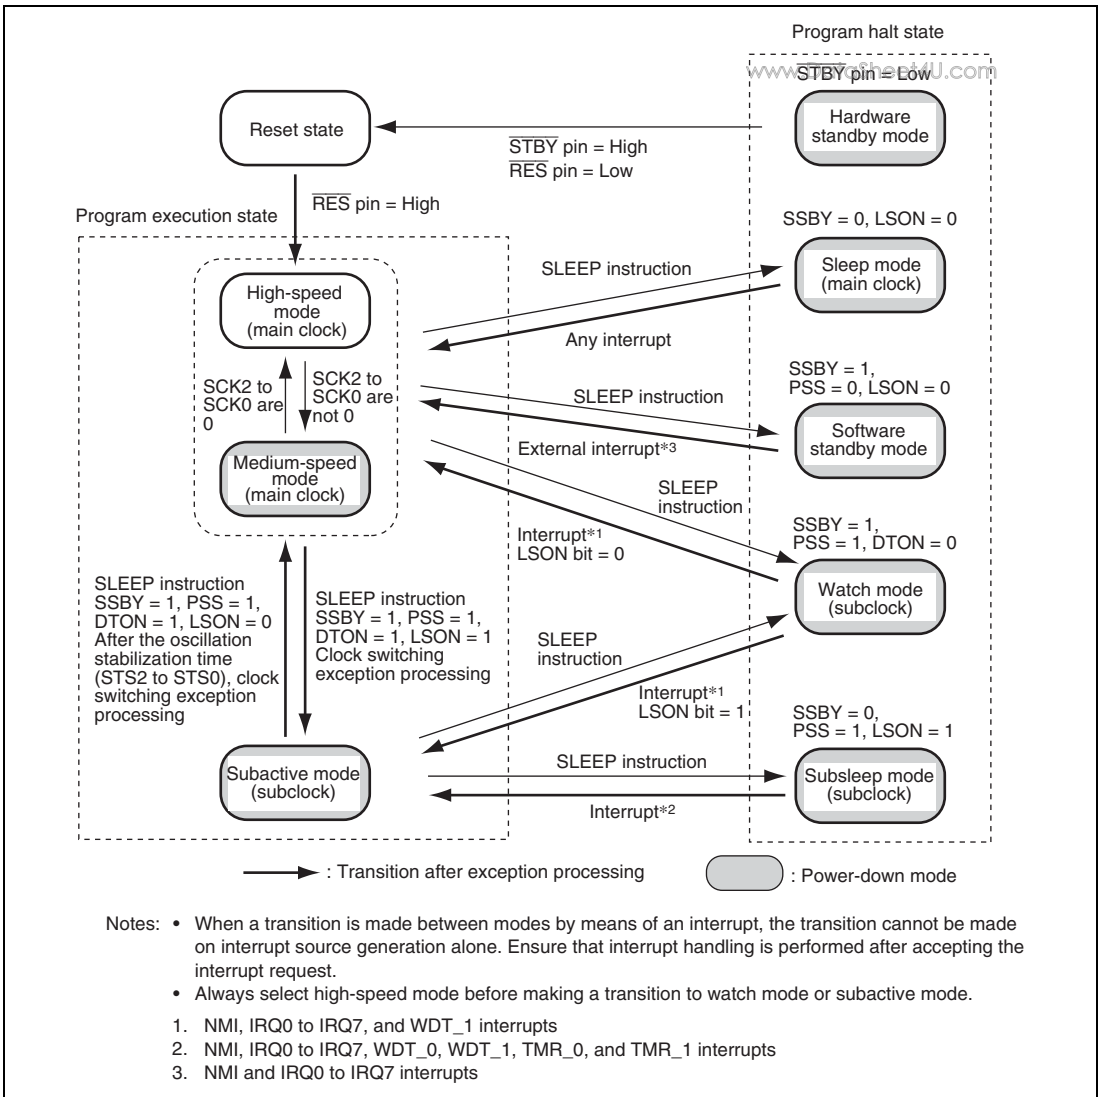 Program halt state
www.DataSheet4U.com
STBY pin = Low
Hardware
standby mode
Reset state
STBY pin = High
RES pin = Low
RES pin = High
Program execution state
SSBY = 0, LSON = 0
Sleep mode
(main clock)
SLEEP instruction
Any interrupt
High-speed
mode
(main clock)
SCK2 to
SCK0 are
0
SCK2 to
SCK0 are
not 0
Medium-speed
mode
(main clock)
SSBY = 1,
PSS = 0, LSON = 0
Software
standby mode
SLEEP instruction
External interrupt*3
SLEEP
instruction
Interrupt*1
LSON bit = 0
SSBY = 1,
PSS = 1, DTON = 0
Watch mode
(subclock)
SLEEP instruction
SSBY = 1, PSS = 1,
DTON = 1, LSON = 0
After the oscillation
stabilization time
(STS2 to STS0), clock
switching exception
processing
SLEEP instruction
SSBY = 1, PSS = 1,
DTON = 1, LSON = 1
Clock switching
exception processing
SLEEP
instruction
Interrupt*1
LSON bit = 1
SSBY = 0,
PSS = 1, LSON = 1
Subactive mode
(subclock)
SLEEP instruction
Interrupt*2
Subsleep mode
(subclock)
: Transition after exception processing
: Power-down mode
Notes: • When a transition is made between modes by means of an interrupt, the transition cannot be made
on interrupt source generation alone. Ensure that interrupt handling is performed after accepting the
interrupt request.
• Always select high-speed mode before making a transition to watch mode or subactive mode.
1. NMI, IRQ0 to IRQ7, and WDT_1 interrupts
2. NMI, IRQ0 to IRQ7, WDT_0, WDT_1, TMR_0, and TMR_1 interrupts
3. NMI and IRQ0 to IRQ7 interrupts